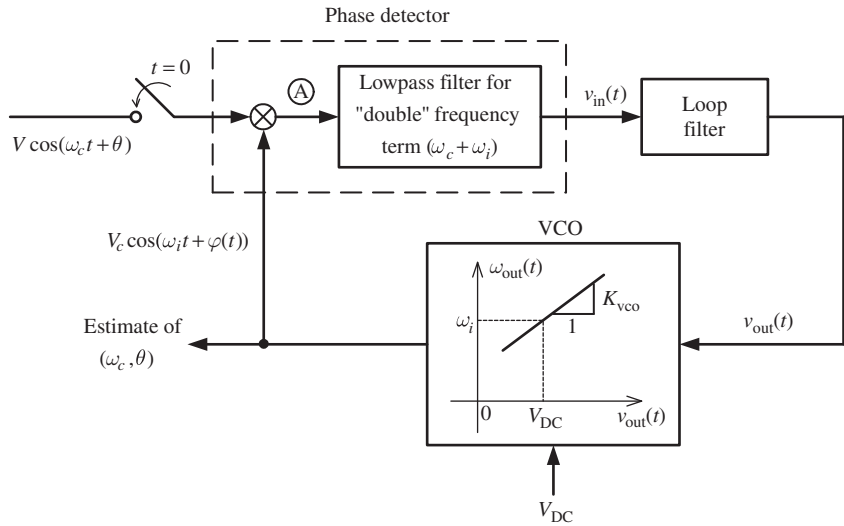 Phase detector
t = 0
A
Lowpass filter for
"double" frequency
term (ω_c + ω_i)
v_in(t)
Loop
filter
V cos(ω_c t + θ)
V_c cos(ω_i t + φ(t))
VCO
ω_out(t)
K_vco
ω_i
1
v_out(t)
Estimate of
(ω_c, θ)
0
V_DC
v_out(t)
V_DC